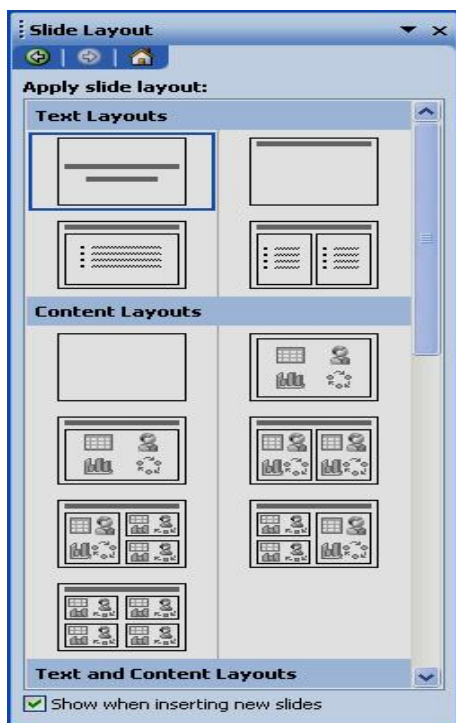 Slide Layout
Apply slide layout:
Text Layouts
Content Layouts
Text and Content Layouts
Show when inserting new slides